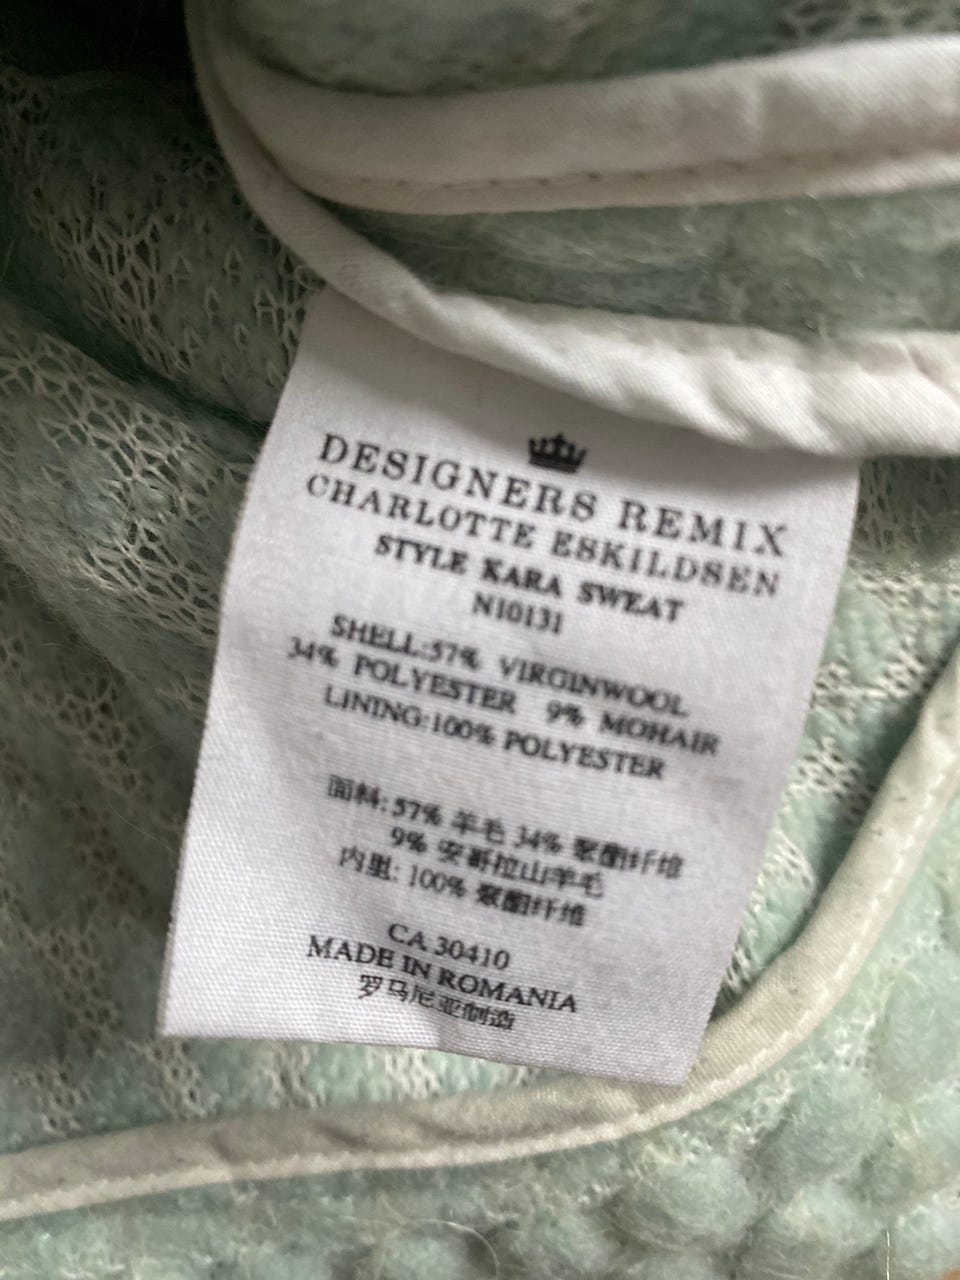 DESIGNERS REMIX
CHARLOTTE ESKILDSEN
STYLE KARA SWEAT
N10131
SHELL:57% VIRGINWOOL
34% POLYESTER 9% MOHAIR
LINING:100% POLYESTER
面料: 57% 羊毛 34% 聚酯纤维
9% 安哥拉山羊毛
内里: 100% 聚酯纤维
CA 30410
MADE IN ROMANIA
罗马尼亚制造